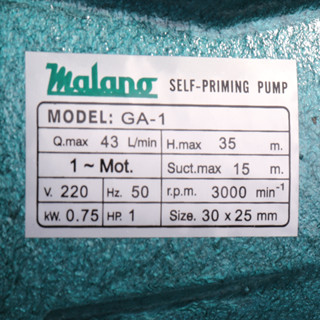 Malano SELF-PRIMING PUMP
MODEL: GA-1
Q.max 43 L/min H.max 35 m.
1 ~ Mot. Suct.max 15 m.
V. 220 Hz. 50 r.p.m. 3000 min⁻¹
kW. 0.75 HP. 1 Size. 30 x 25 mm